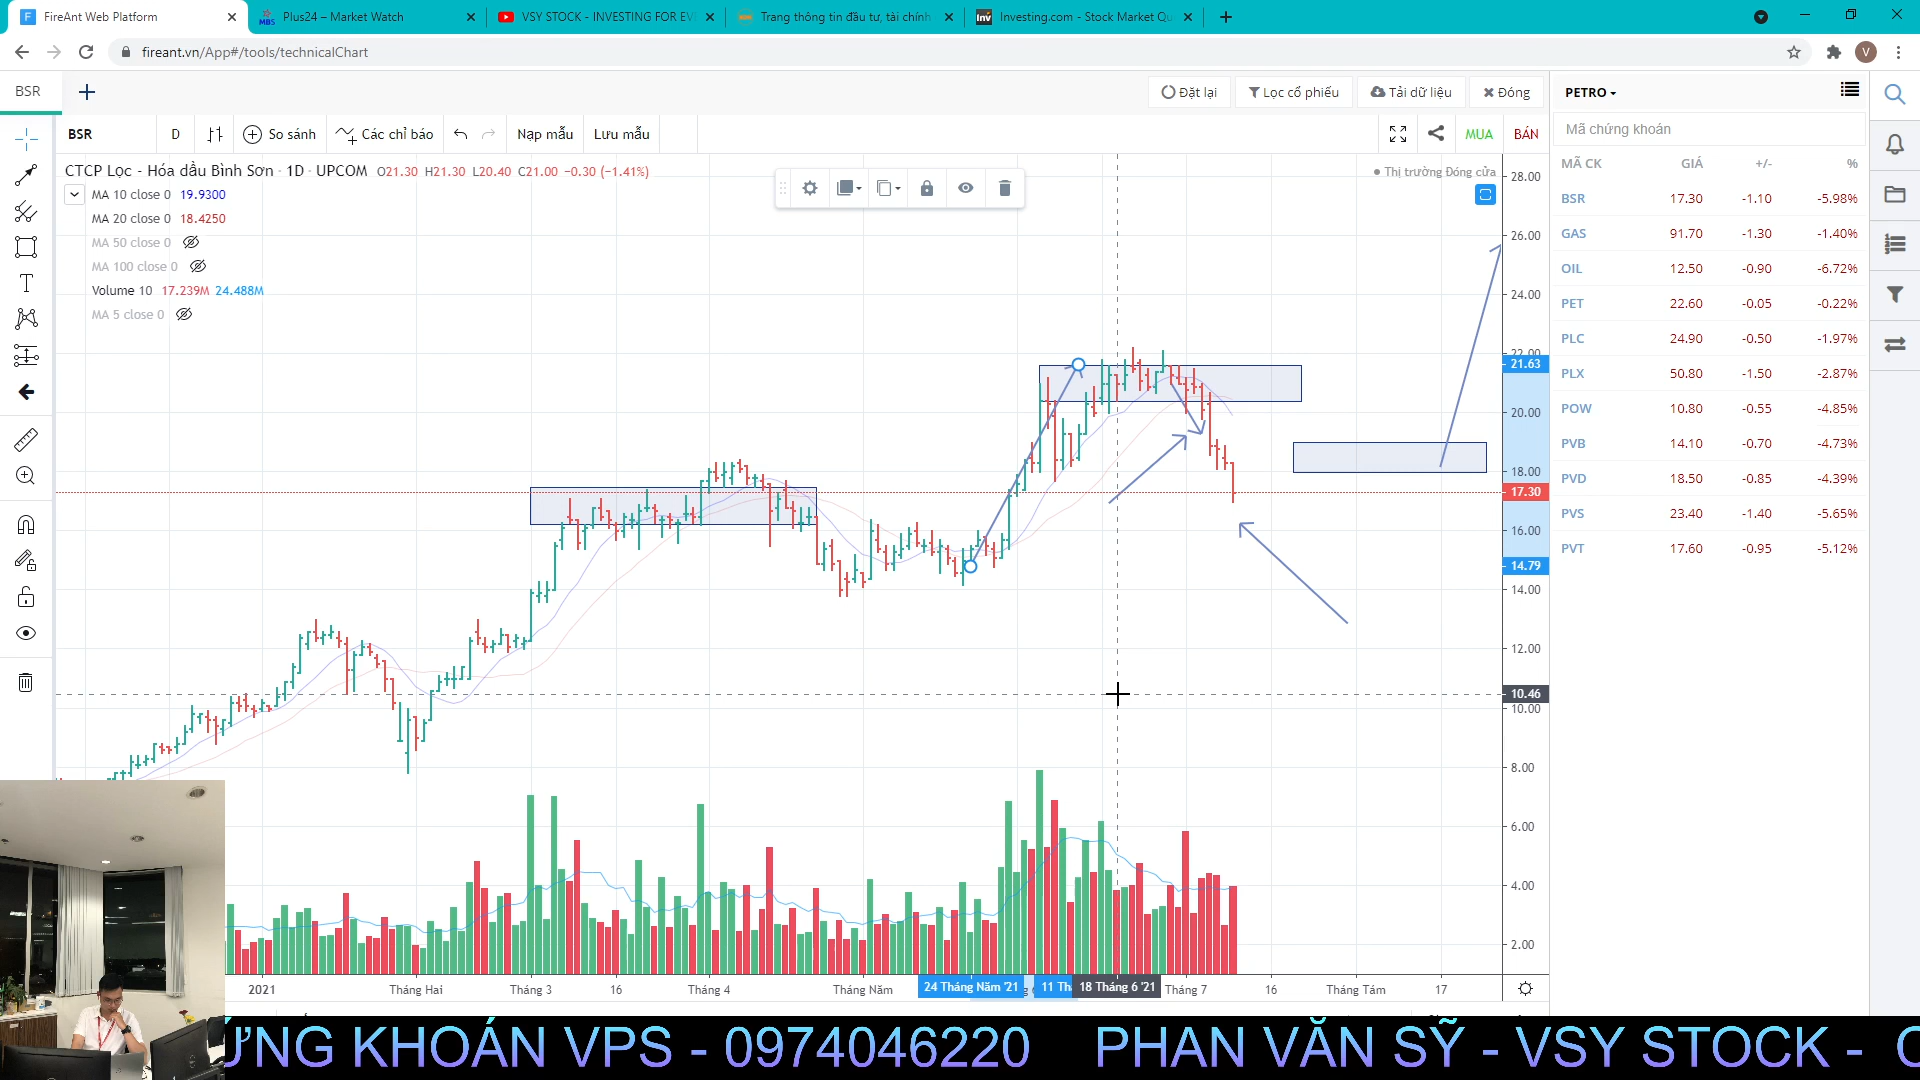 FireAnt Web Platform
Plus24 – Market Watch
VSY STOCK - INVESTING FOR EV
Trang thông tin đầu tư, tài chính
Investing.com - Stock Market Qu
fireant.vn/App#/tools/technicalChart
V
BSR
Đặt lại
Lọc cổ phiếu
Tải dữ liệu
Đóng
PETRO
BSR
D
So sánh
Các chỉ báo
Nạp mẫu
Lưu mẫu
MUA
BÁN
Mã chứng khoán
CTCP Lọc - Hóa dầu Bình Sơn · 1D · UPCOM O21.30 H21.30 L20.40 C21.00 −0.30 (−1.41%)
Thị trường Đóng cửa
MA 10 close 0 19.9300
MA 20 close 0 18.4250
MA 50 close 0
MA 100 close 0
Volume 10 17.239M 24.488M
MA 5 close 0
MÃ CK GIÁ +/- %
BSR 17.30 -1.10 -5.98%
GAS 91.70 -1.30 -1.40%
OIL 12.50 -0.90 -6.72%
PET 22.60 -0.05 -0.22%
PLC 24.90 -0.50 -1.97%
PLX 50.80 -1.50 -2.87%
POW 10.80 -0.55 -4.85%
PVB 14.10 -0.70 -4.73%
PVD 18.50 -0.85 -4.39%
PVS 23.40 -1.40 -5.65%
PVT 17.60 -0.95 -5.12%
28.00
26.00
24.00
22.00
21.63
20.00
18.00
17.30
16.00
14.79
14.00
12.00
10.46
10.00
8.00
6.00
4.00
2.00
2021 Tháng Hai Tháng 3 16 Tháng 4 Tháng Năm 24 Tháng Năm '21 11 Th 18 Tháng 6 '21 Tháng 7 16 Tháng Tám 17
ỨNG KHOÁN VPS - 0974046220 PHAN VĂN SỸ - VSY STOCK - C